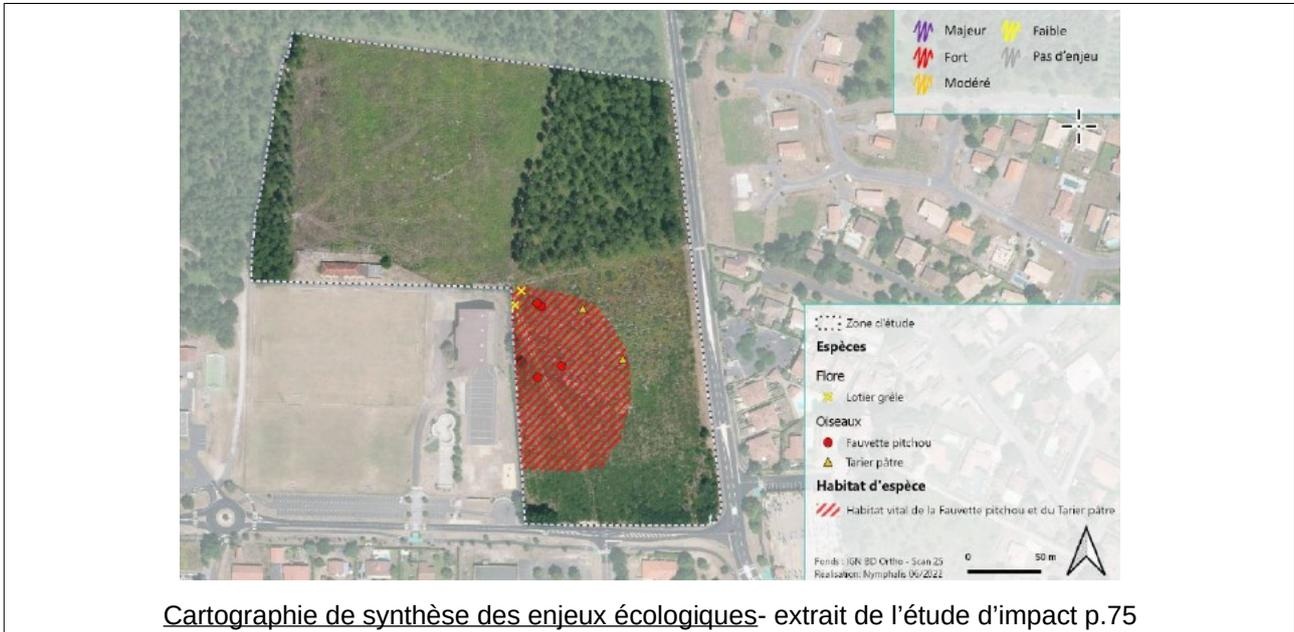 Majeur
Faible
Fort
Pas d'enjeu
Modéré
Zone d'étude
Espèces
Flore
Lotier grêle
Oiseaux
Fauvette pitchou
Tarier pâtre
Habitat d'espèce
Habitat vital de la Fauvette pitchou et du Tarier pâtre
Fonds : IGN BD Ortho - Scan 25
Réalisation: Nymphalis 06/2022
0 50 m
Cartographie de synthèse des enjeux écologiques- extrait de l'étude d'impact p.75